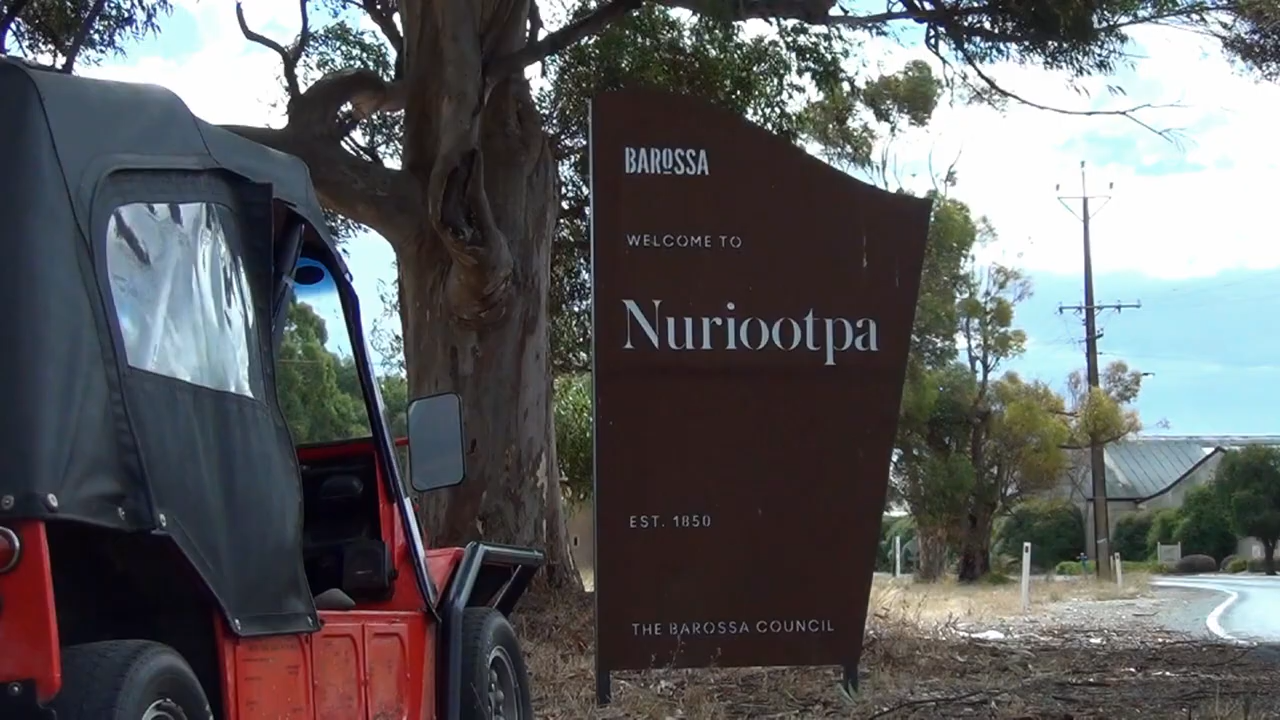 BAROSSA
WELCOME TO
Nuriootpa
EST. 1850
THE BAROSSA COUNCIL